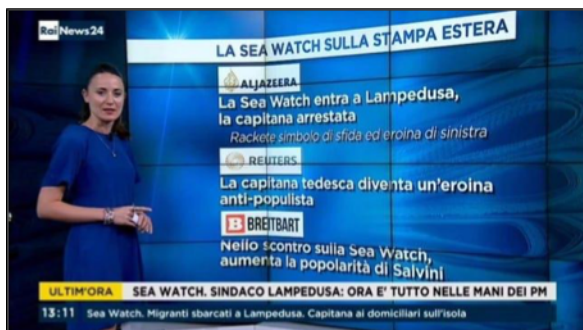 Rai News24
LA SEA WATCH SULLA STAMPA ESTERA
ALJAZEERA
La Sea Watch entra a Lampedusa,
la capitana arrestata
Rackete simbolo di sfida ed eroina di sinistra
REUTERS
La capitana tedesca diventa un'eroina
anti-populista
B BREITBART
Nello scontro sulla Sea Watch,
aumenta la popolarità di Salvini
ULTIM'ORA SEA WATCH. SINDACO LAMPEDUSA: ORA E' TUTTO NELLE MANI DEI PM
13:11 Sea Watch. Migranti sbarcati a Lampedusa. Capitana ai domiciliari sull'isola